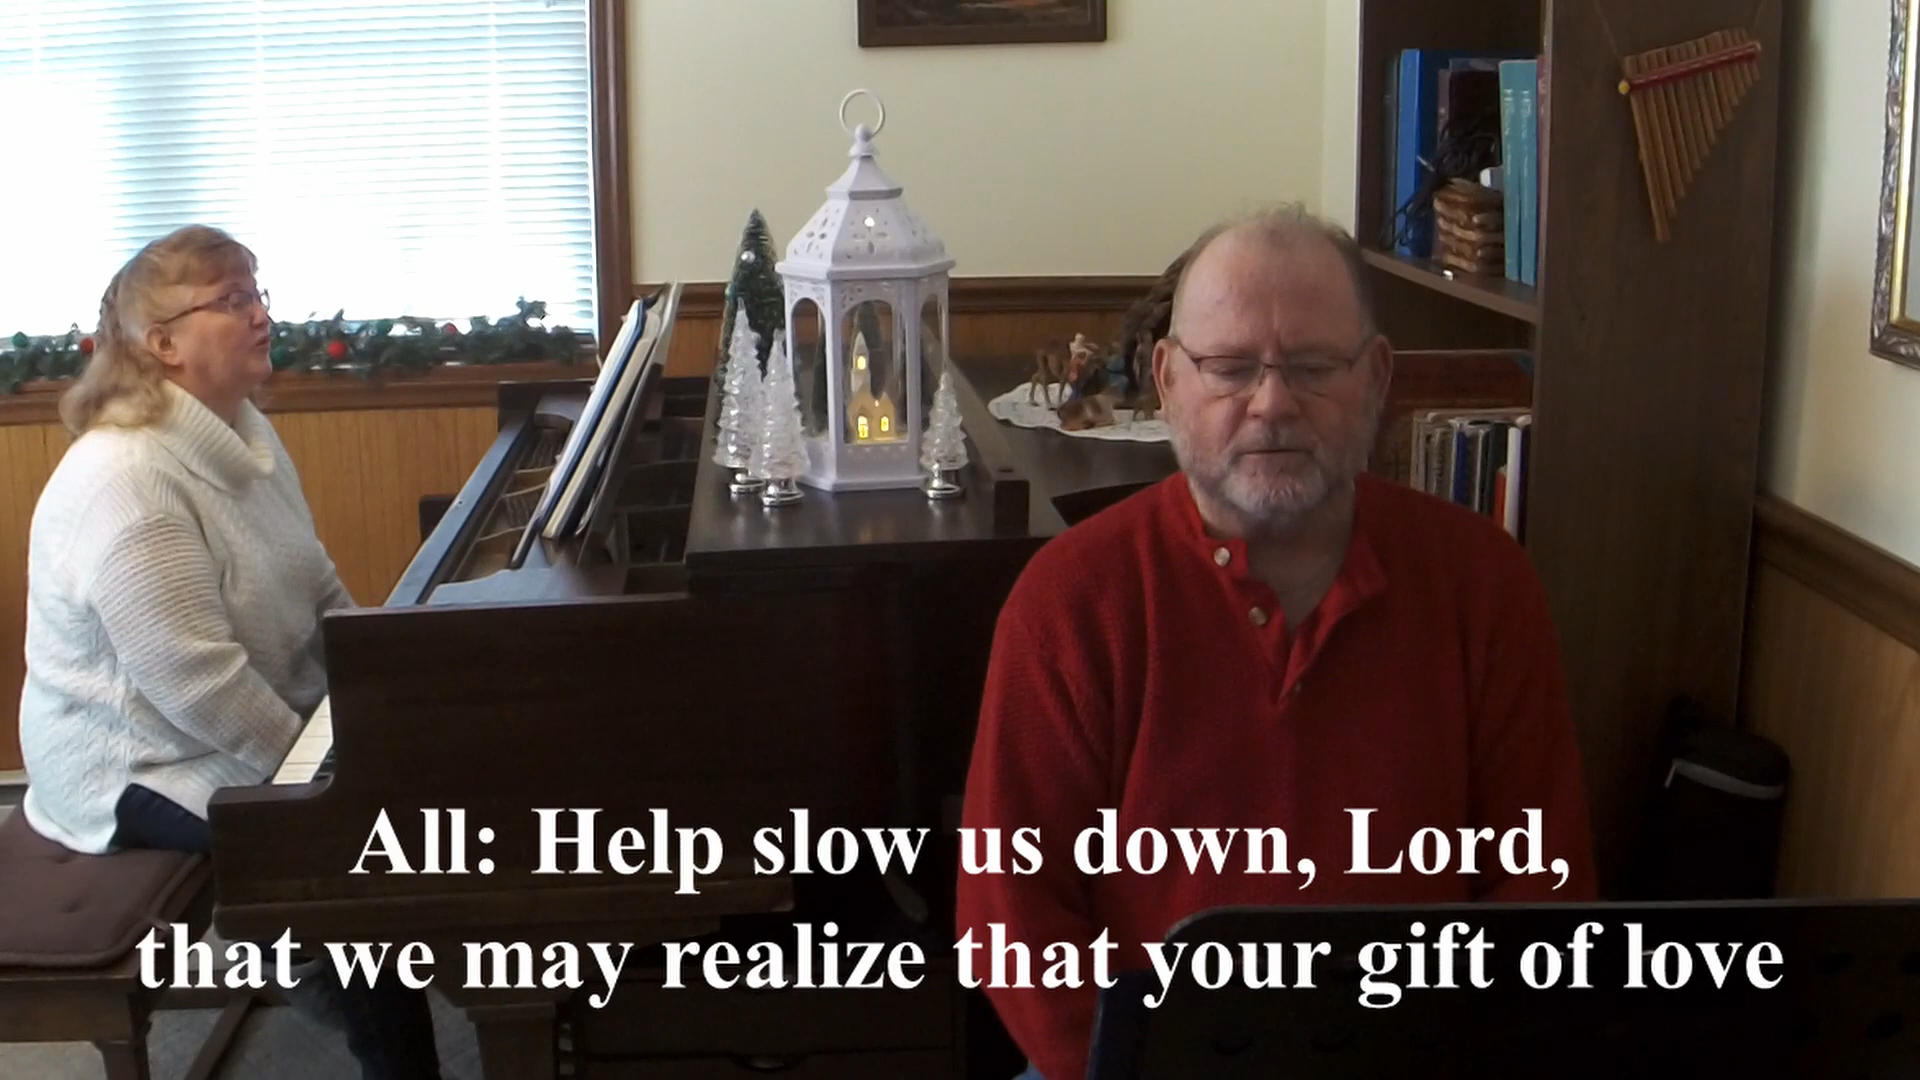 All: Help slow us down, Lord,
that we may realize that your gift of love